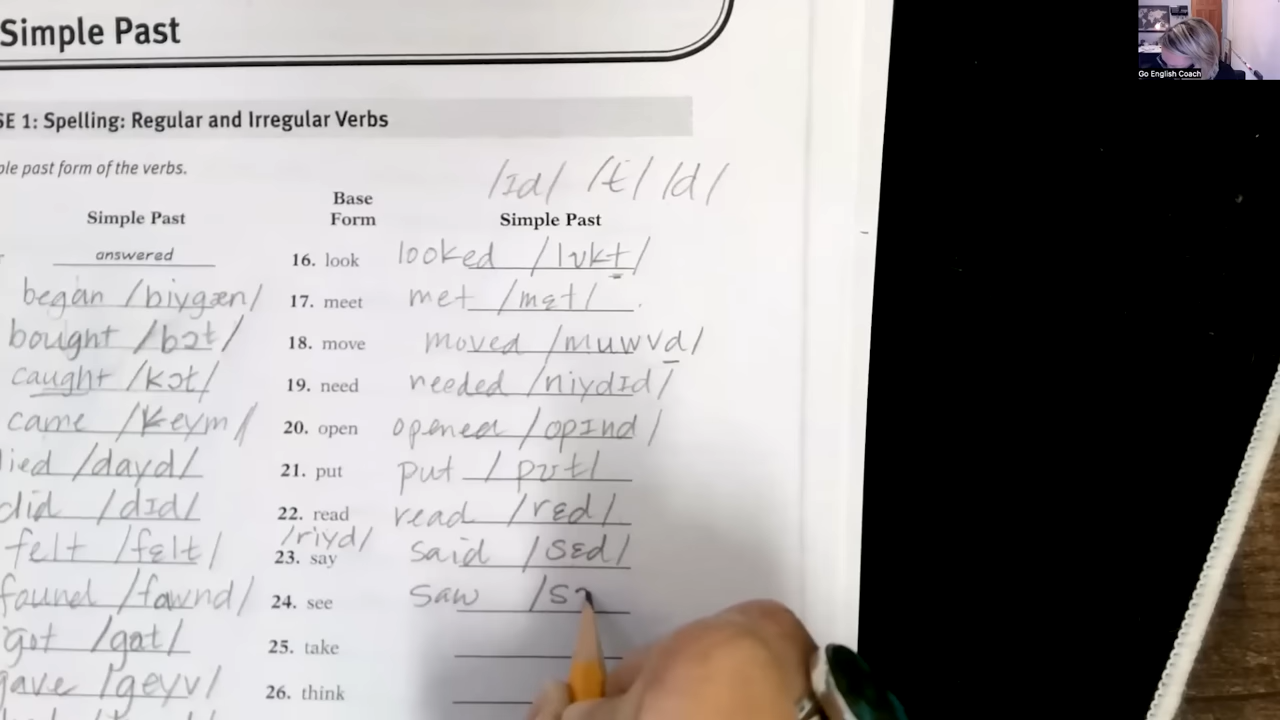 Simple Past
SE 1: Spelling: Regular and Irregular Verbs
ple past form of the verbs.
/ɪd/ /t/ /d/
Simple Past Base Form Simple Past
answered 16. look looked /lʊkt/
began /biygæn/ 17. meet met /mɛt/
bought /bɔt/ 18. move moved /muwvd/
caught /kɔt/ 19. need needed /niydɪd/
came /keym/ 20. open opened /opɪnd/
ied /dayd/ 21. put put /pʊt/
did /dɪd/ 22. read read /rɛd/
/riyd/
felt /fɛlt/ 23. say said /sɛd/
found /fawnd/ 24. see saw /sɔ
got /gat/ 25. take
gave /geyv/ 26. think
Go English Coach